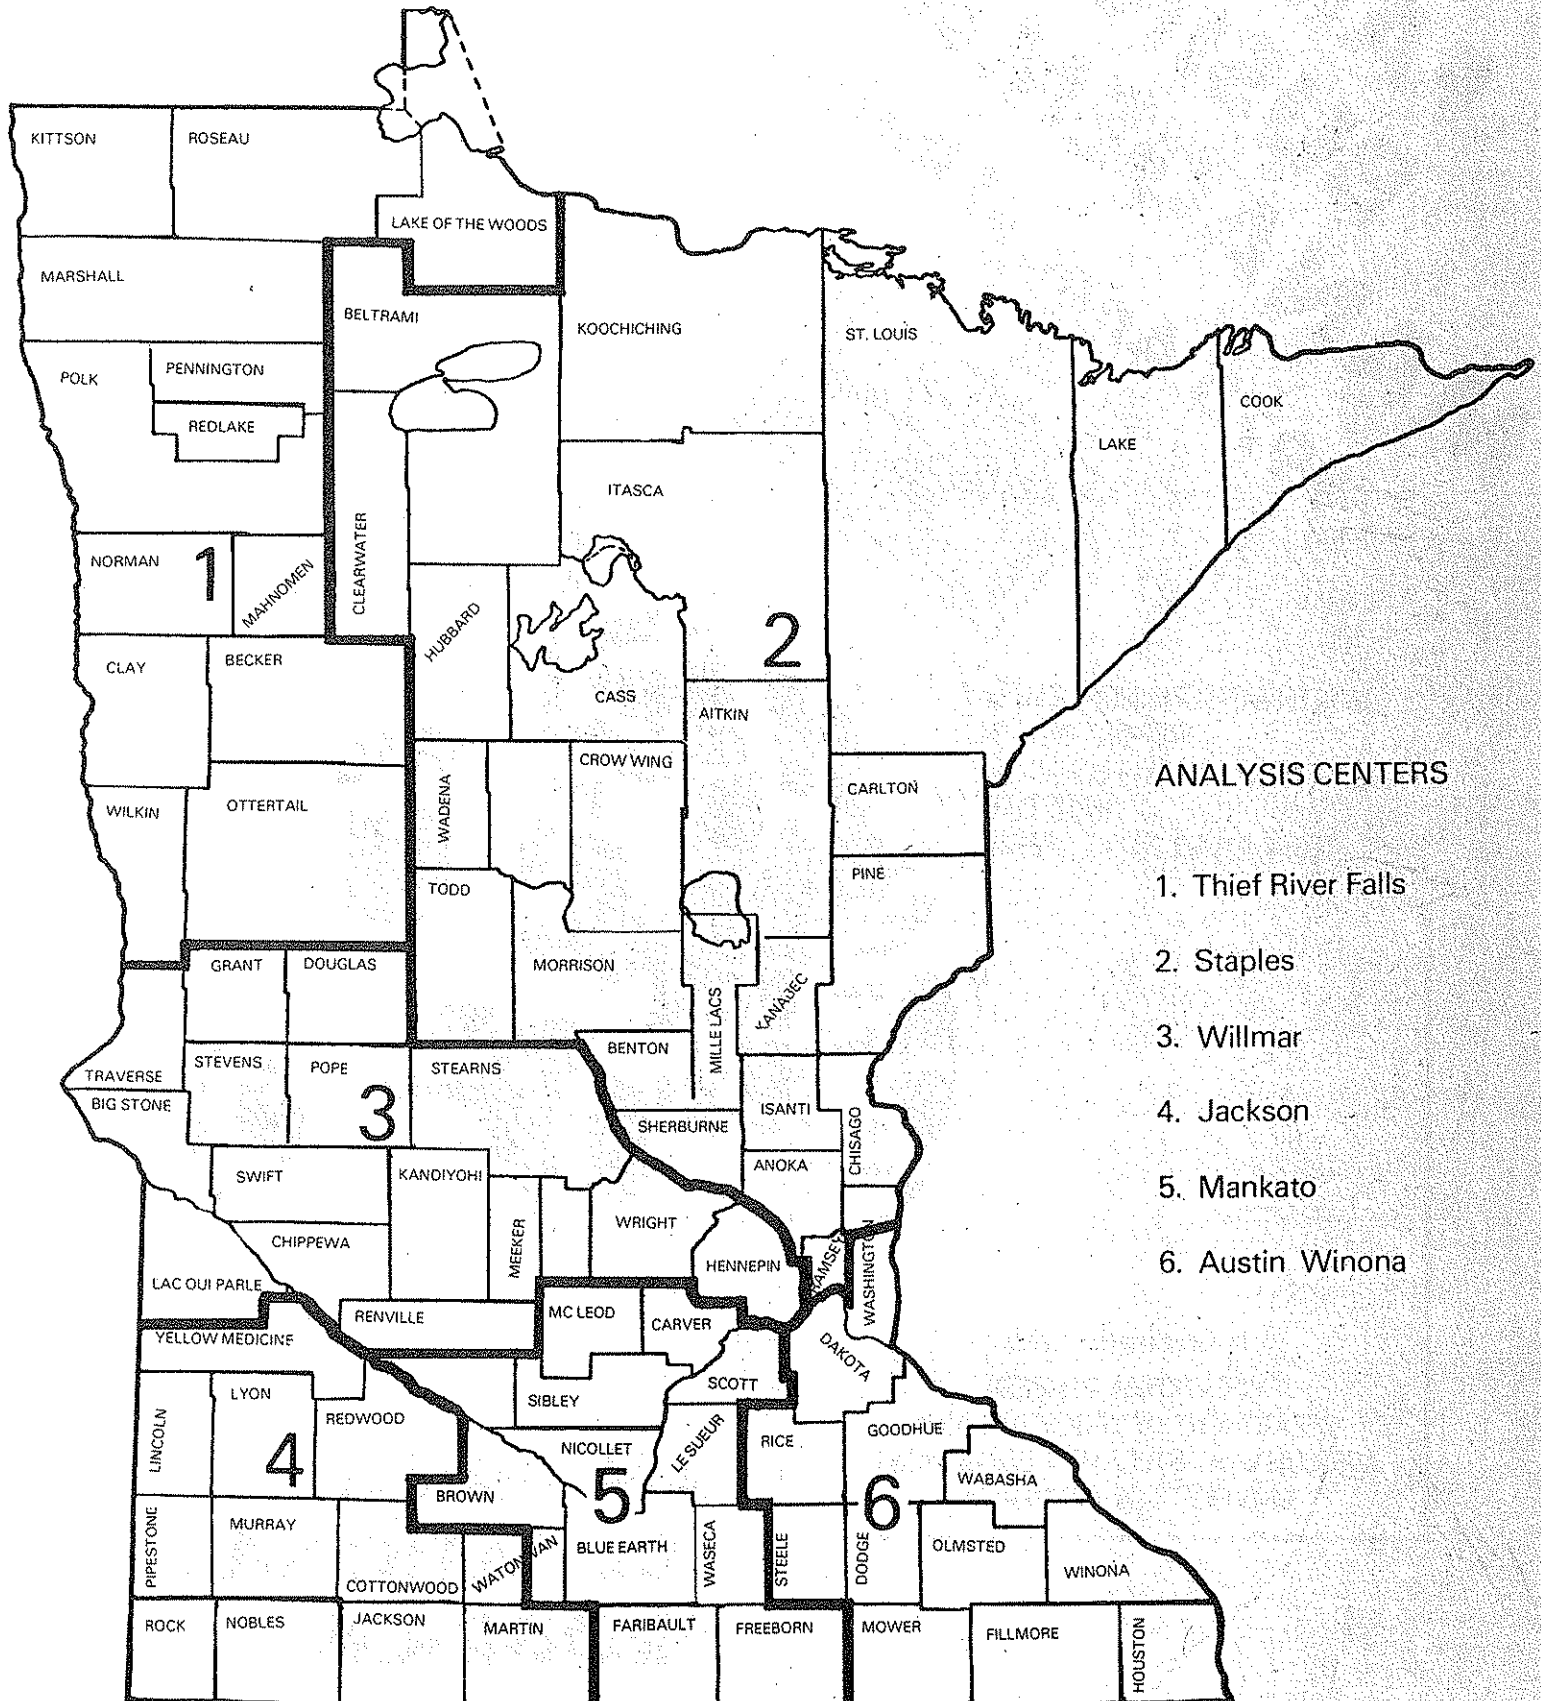 KITTSON
ROSEAU
LAKE OF THE WOODS
MARSHALL
BELTRAMI
KOOCHICHING
ST. LOUIS
POLK
PENNINGTON
REDLAKE
COOK
LAKE
ITASCA
CLEARWATER
NORMAN
1
MAHNOMEN
HUBBARD
2
CLAY
BECKER
CASS
AITKIN
CROW WING
WADENA
CARLTON
WILKIN
OTTERTAIL
TODD
PINE
GRANT
DOUGLAS
MORRISON
MILLE LACS
KANABEC
BENTON
TRAVERSE
STEVENS
POPE
STEARNS
BIG STONE
3
ISANTI
CHISAGO
SHERBURNE
ANOKA
SWIFT
KANDIYOHI
MEEKER
WRIGHT
CHIPPEWA
HENNEPIN
RAMSEY
WASHINGTON
LAC QUI PARLE
RENVILLE
MC LEOD
CARVER
YELLOW MEDICINE
DAKOTA
LYON
SIBLEY
SCOTT
LINCOLN
REDWOOD
NICOLLET
LE SUEUR
RICE
GOODHUE
4
WABASHA
BROWN
5
6
PIPESTONE
MURRAY
COTTONWOOD
WATONWAN
BLUE EARTH
WASECA
STEELE
DODGE
OLMSTED
WINONA
ROCK
NOBLES
JACKSON
MARTIN
FARIBAULT
FREEBORN
MOWER
FILLMORE
HOUSTON
ANALYSIS CENTERS
1. Thief River Falls
2. Staples
3. Willmar
4. Jackson
5. Mankato
6. Austin Winona